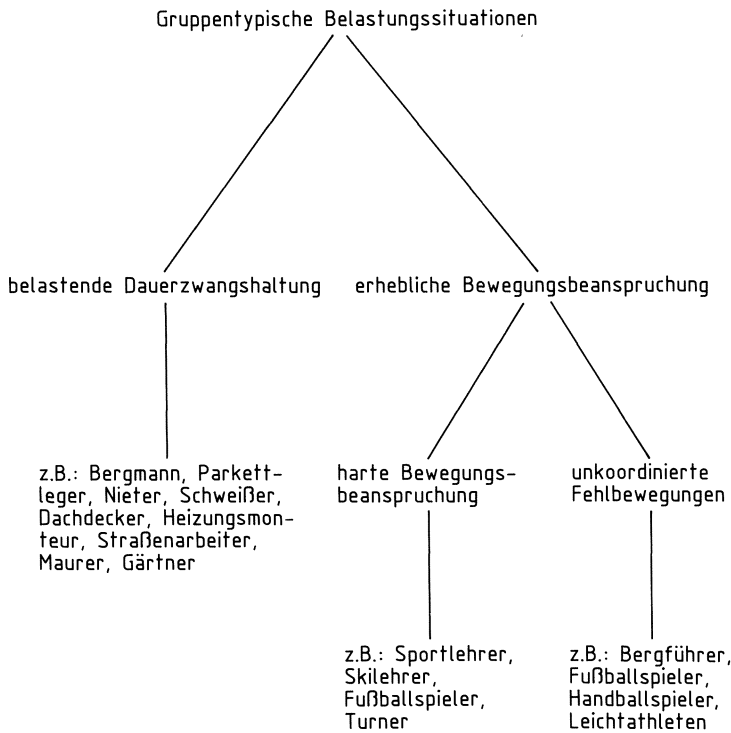 Gruppentypische Belastungssituationen
belastende Dauerzwangshaltung
erhebliche Bewegungsbeanspruchung
z.B.: Bergmann, Parkett-
leger, Nieter, Schweißer,
Dachdecker, Heizungsmon-
teur, Straßenarbeiter,
Maurer, Gärtner
harte Bewegungs-
beanspruchung
unkoordinierte
Fehlbewegungen
z.B.: Sportlehrer,
Skilehrer,
Fußballspieler,
Turner
z.B.: Bergführer,
Fußballspieler,
Handballspieler,
Leichtathleten